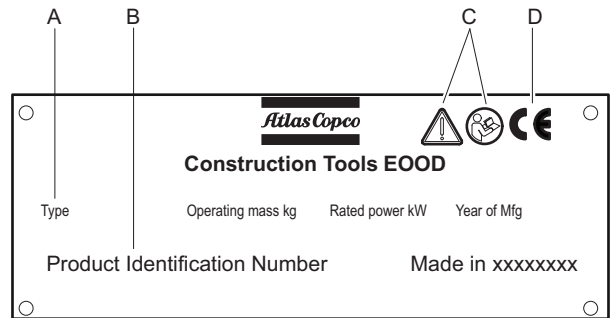 A B C D
Atlas Copco
CE
Construction Tools EOOD
Type Operating mass kg Rated power kW Year of Mfg
Product Identification Number Made in xxxxxxxx